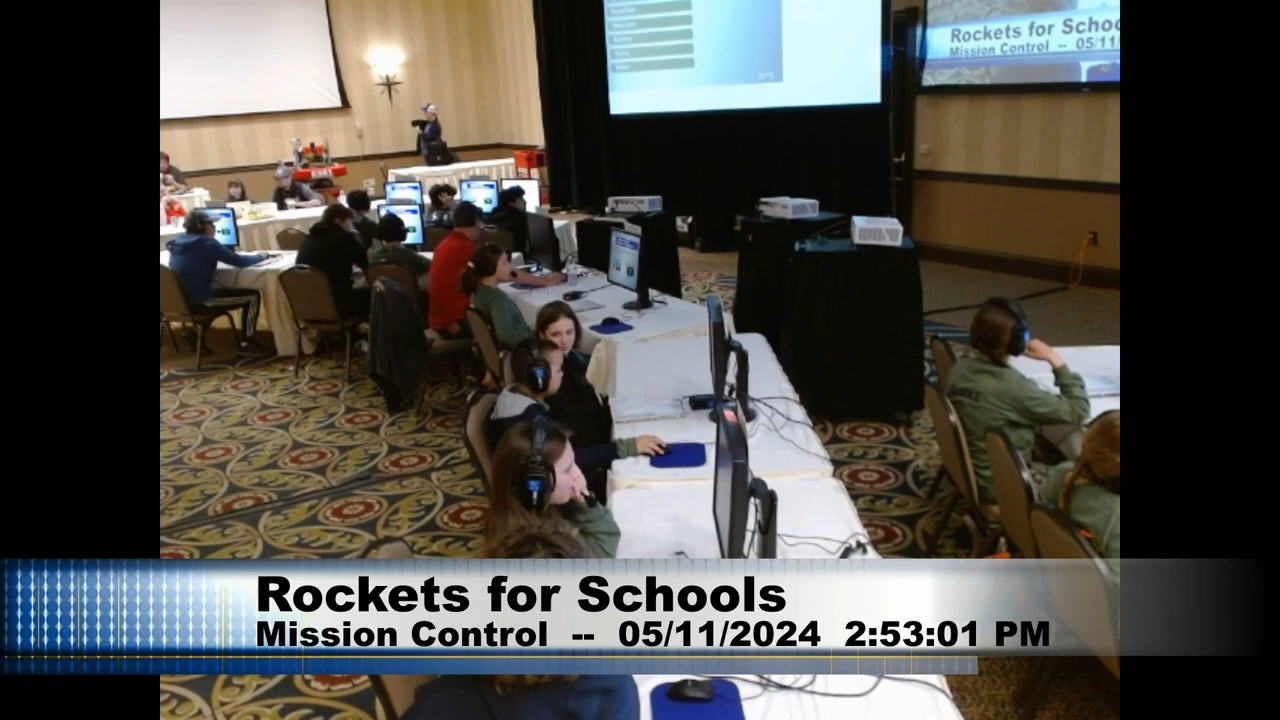 Rockets for Schoo
Mission Control -- 05/11
Rockets for Schools
Mission Control -- 05/11/2024 2:53:01 PM